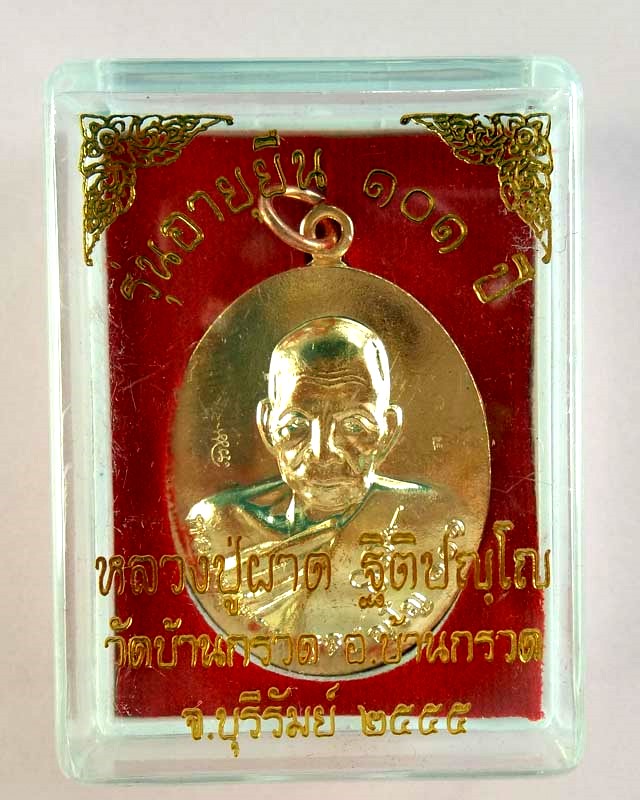 รุ่นอายุยืน ๑๐๑ ปี
หลวงปู่ผาด ฐิติปญฺโญ
วัดบ้านกรวด อ.บ้านกรวด
จ.บุรีรัมย์ ๒๕๕๕